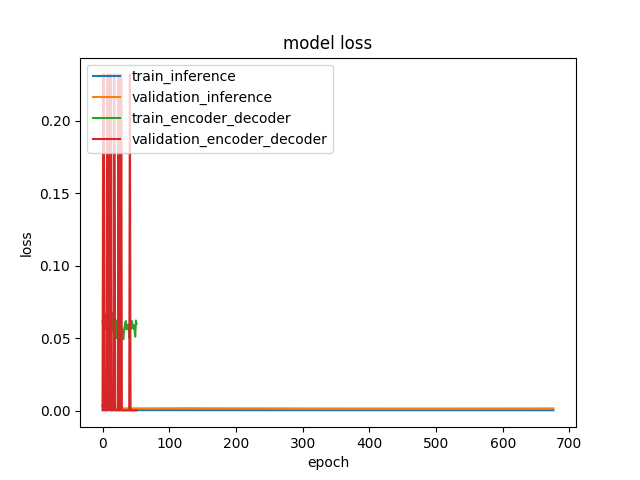 model loss
train_inference
validation_inference
train_encoder_decoder
validation_encoder_decoder
loss
0.20
0.15
0.10
0.05
0.00
0 100 200 300 400 500 600 700
epoch